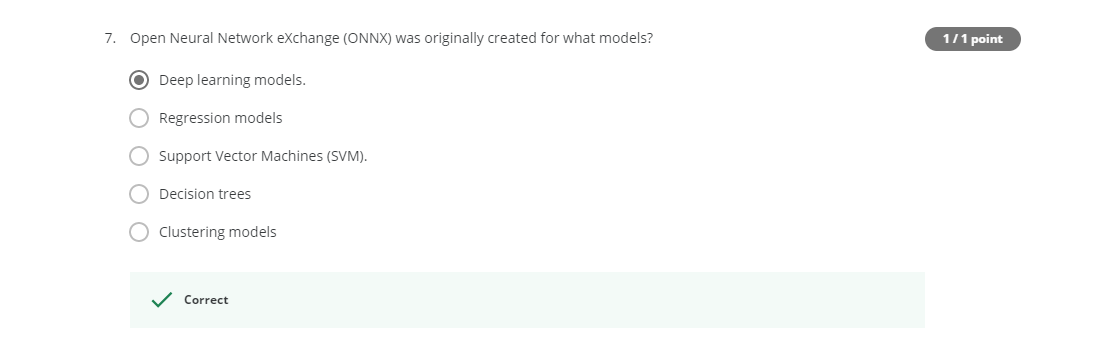 7. Open Neural Network eXchange (ONNX) was originally created for what models?
1 / 1 point
Deep learning models.
Regression models
Support Vector Machines (SVM).
Decision trees
Clustering models
Correct